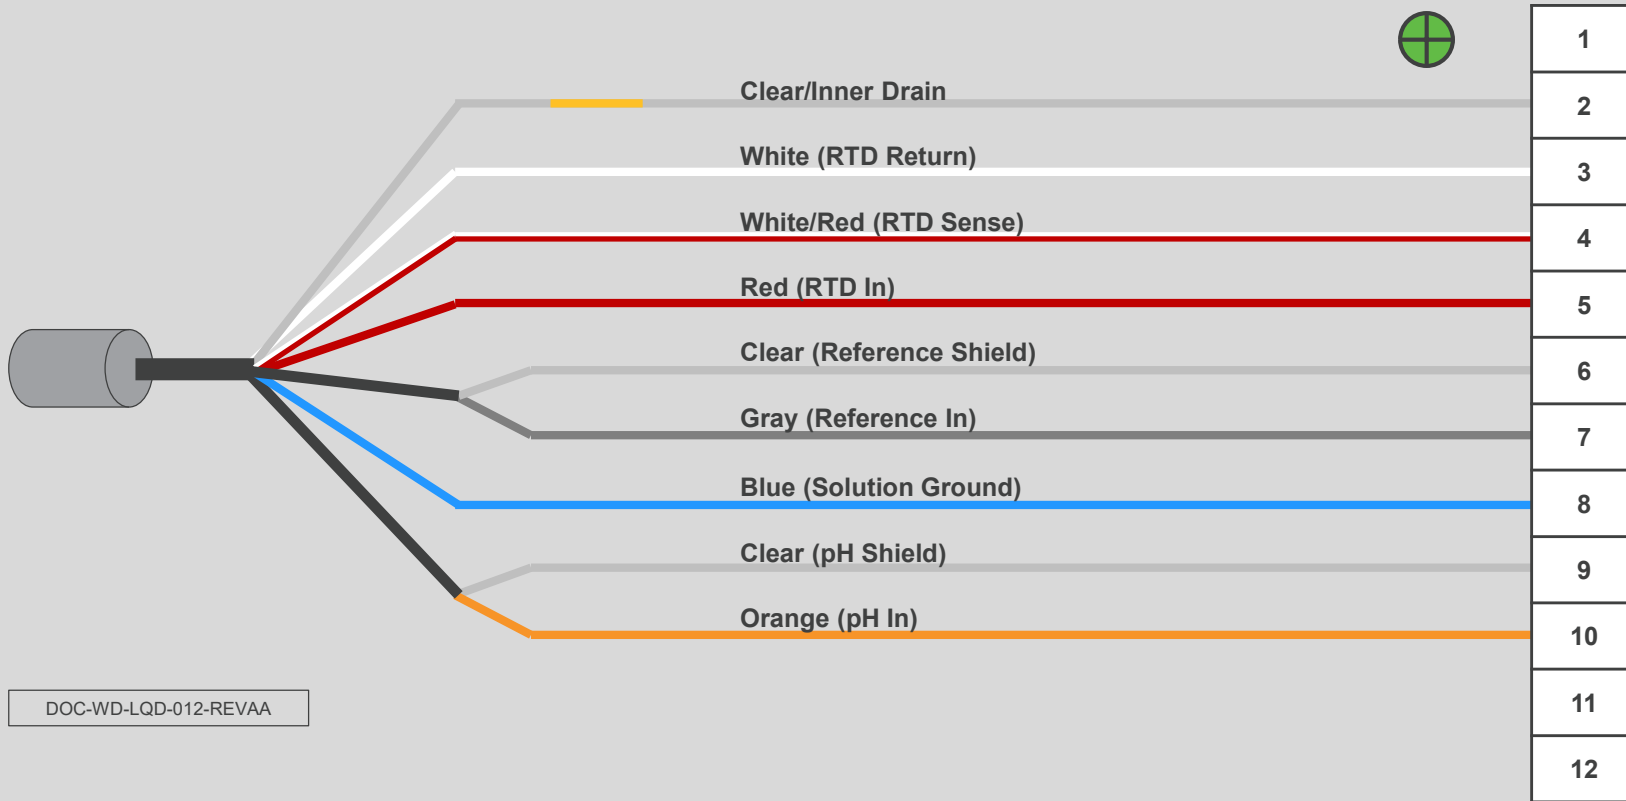 1
Clear/Inner Drain
2
White (RTD Return)
3
White/Red (RTD Sense)
4
Red (RTD In)
5
Clear (Reference Shield)
6
Gray (Reference In)
7
Blue (Solution Ground)
8
Clear (pH Shield)
9
Orange (pH In)
10
DOC-WD-LQD-012-REVAA
11
12